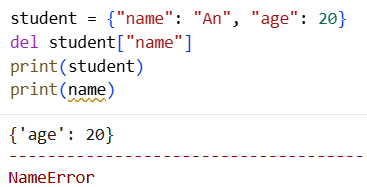 student = {"name": "An", "age": 20}
del student["name"]
print(student)
print(name)
{'age': 20}
---------------------------------------
NameError